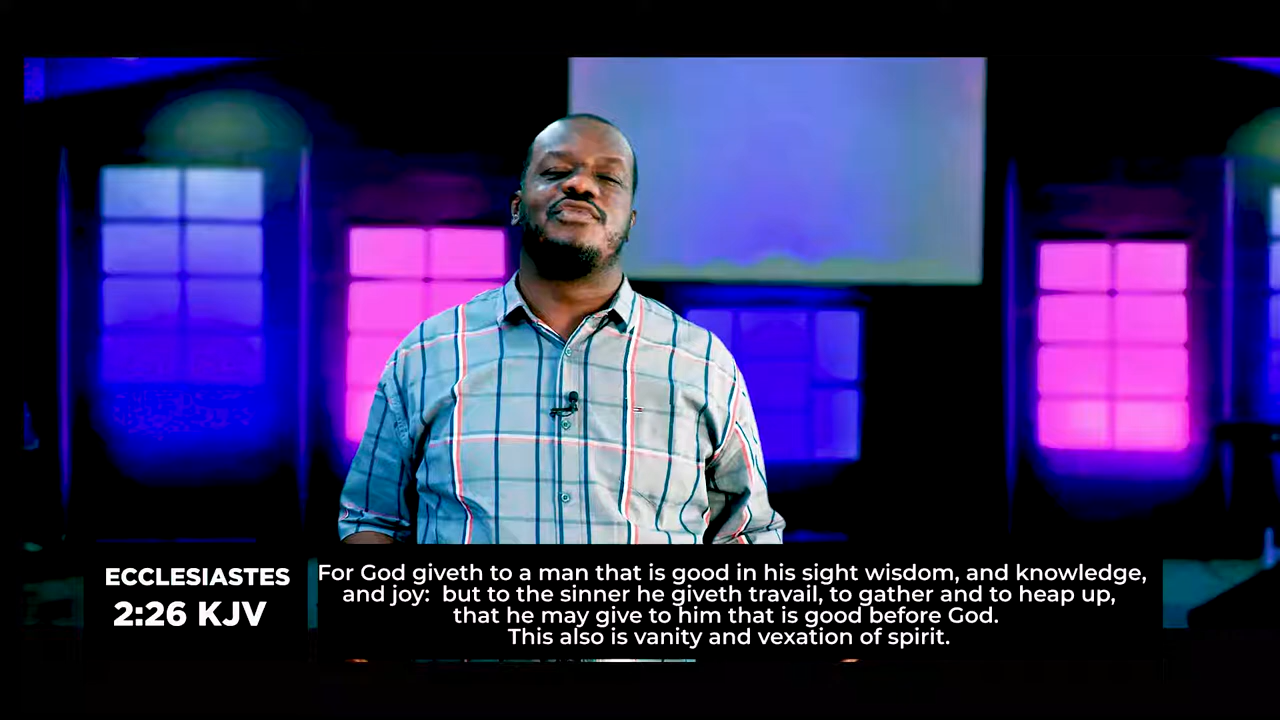 ECCLESIASTES
2:26 KJV
For God giveth to a man that is good in his sight wisdom, and knowledge,
and joy:  but to the sinner he giveth travail, to gather and to heap up,
that he may give to him that is good before God.
This also is vanity and vexation of spirit.